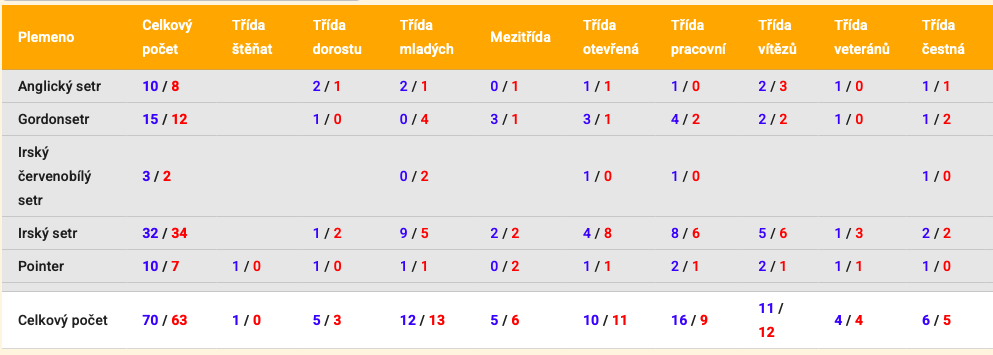 Plemeno Celkový počet Třída štěňat Třída dorostu Třída mladých Mezitřída Třída otevřená Třída pracovní Třída vítězů Třída veteránů Třída čestná
Anglický setr 10 / 8 2 / 1 2 / 1 0 / 1 1 / 1 1 / 0 2 / 3 1 / 0 1 / 1
Gordonsetr 15 / 12 1 / 0 0 / 4 3 / 1 3 / 1 4 / 2 2 / 2 1 / 0 1 / 2
Irský červenobílý setr 3 / 2 0 / 2 1 / 0 1 / 0 1 / 0
Irský setr 32 / 34 1 / 2 9 / 5 2 / 2 4 / 8 8 / 6 5 / 6 1 / 3 2 / 2
Pointer 10 / 7 1 / 0 1 / 0 1 / 1 0 / 2 1 / 1 2 / 1 2 / 1 1 / 1 1 / 0
Celkový počet 70 / 63 1 / 0 5 / 3 12 / 13 5 / 6 10 / 11 16 / 9 11 / 12 4 / 4 6 / 5